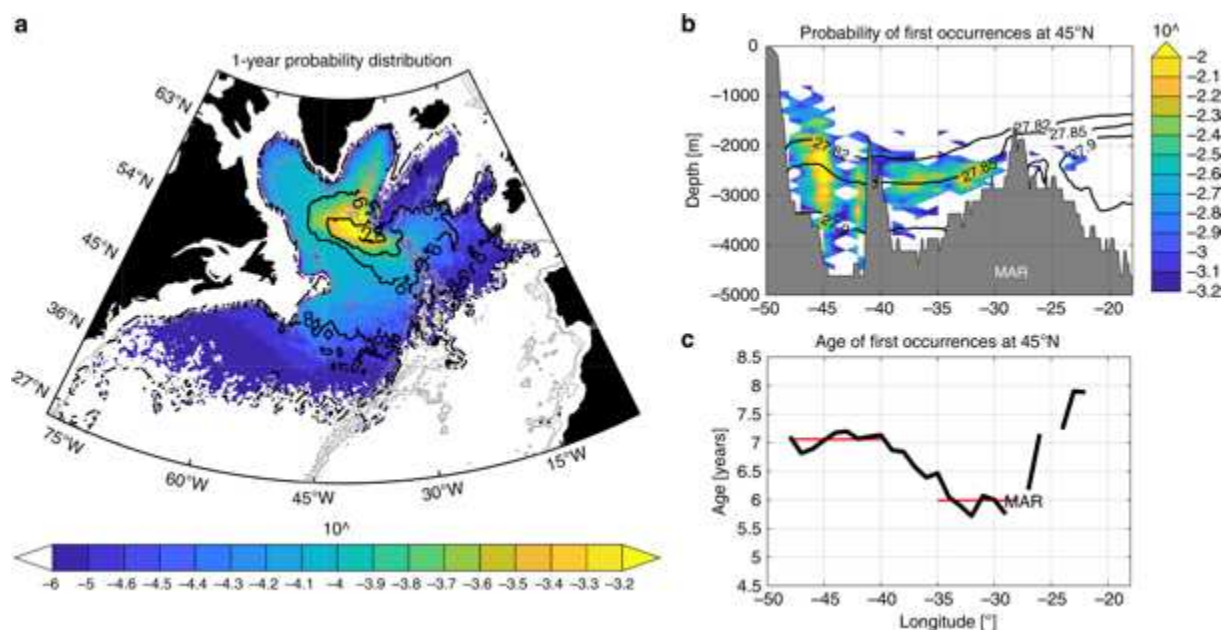 a
1-year probability distribution
63°N
54°N
45°N
36°N
27°N
75°W
60°W
45°W
30°W
15°W
6
8
10^
−6 −5 −4.6 −4.5 −4.4 −4.3 −4.2 −4.1 −4 −3.9 −3.8 −3.7 −3.6 −3.5 −3.4 −3.3 −3.2
b
Probability of first occurrences at 45°N
10^
0
−1000
−2000
−3000
−4000
−5000
Depth [m]
27.82
27.82
27.85
27.9
MAR
−50 −45 −40 −35 −30 −25 −20
−2
−2.1
−2.2
−2.3
−2.4
−2.5
−2.6
−2.7
−2.8
−2.9
−3
−3.1
−3.2
c
Age of first occurrences at 45°N
8.5
8
7.5
7
6.5
6
5.5
5
4.5
Age [years]
MAR
−50 −45 −40 −35 −30 −25 −20
Longitude [°]